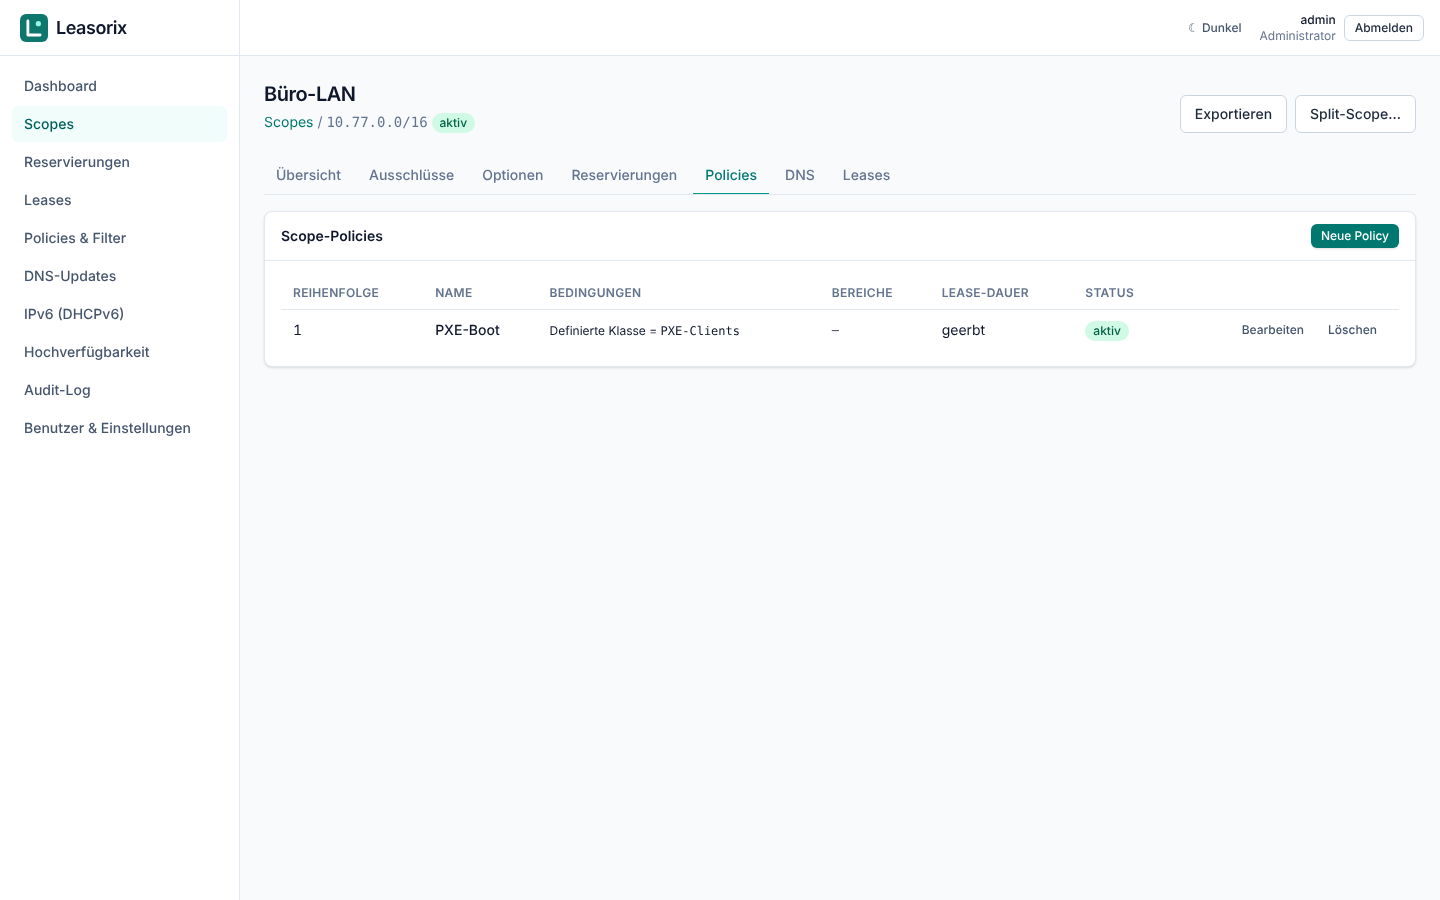 Leasorix
☾ Dunkel
admin
Administrator
Abmelden
Dashboard
Scopes
Reservierungen
Leases
Policies & Filter
DNS-Updates
IPv6 (DHCPv6)
Hochverfügbarkeit
Audit-Log
Benutzer & Einstellungen
Büro-LAN
Scopes / 10.77.0.0/16 aktiv
Exportieren Split-Scope...
Übersicht Ausschlüsse Optionen Reservierungen Policies DNS Leases
Scope-Policies Neue Policy
REIHENFOLGE NAME BEDINGUNGEN BEREICHE LEASE-DAUER STATUS
1 PXE-Boot Definierte Klasse = PXE-Clients – geerbt aktiv Bearbeiten Löschen